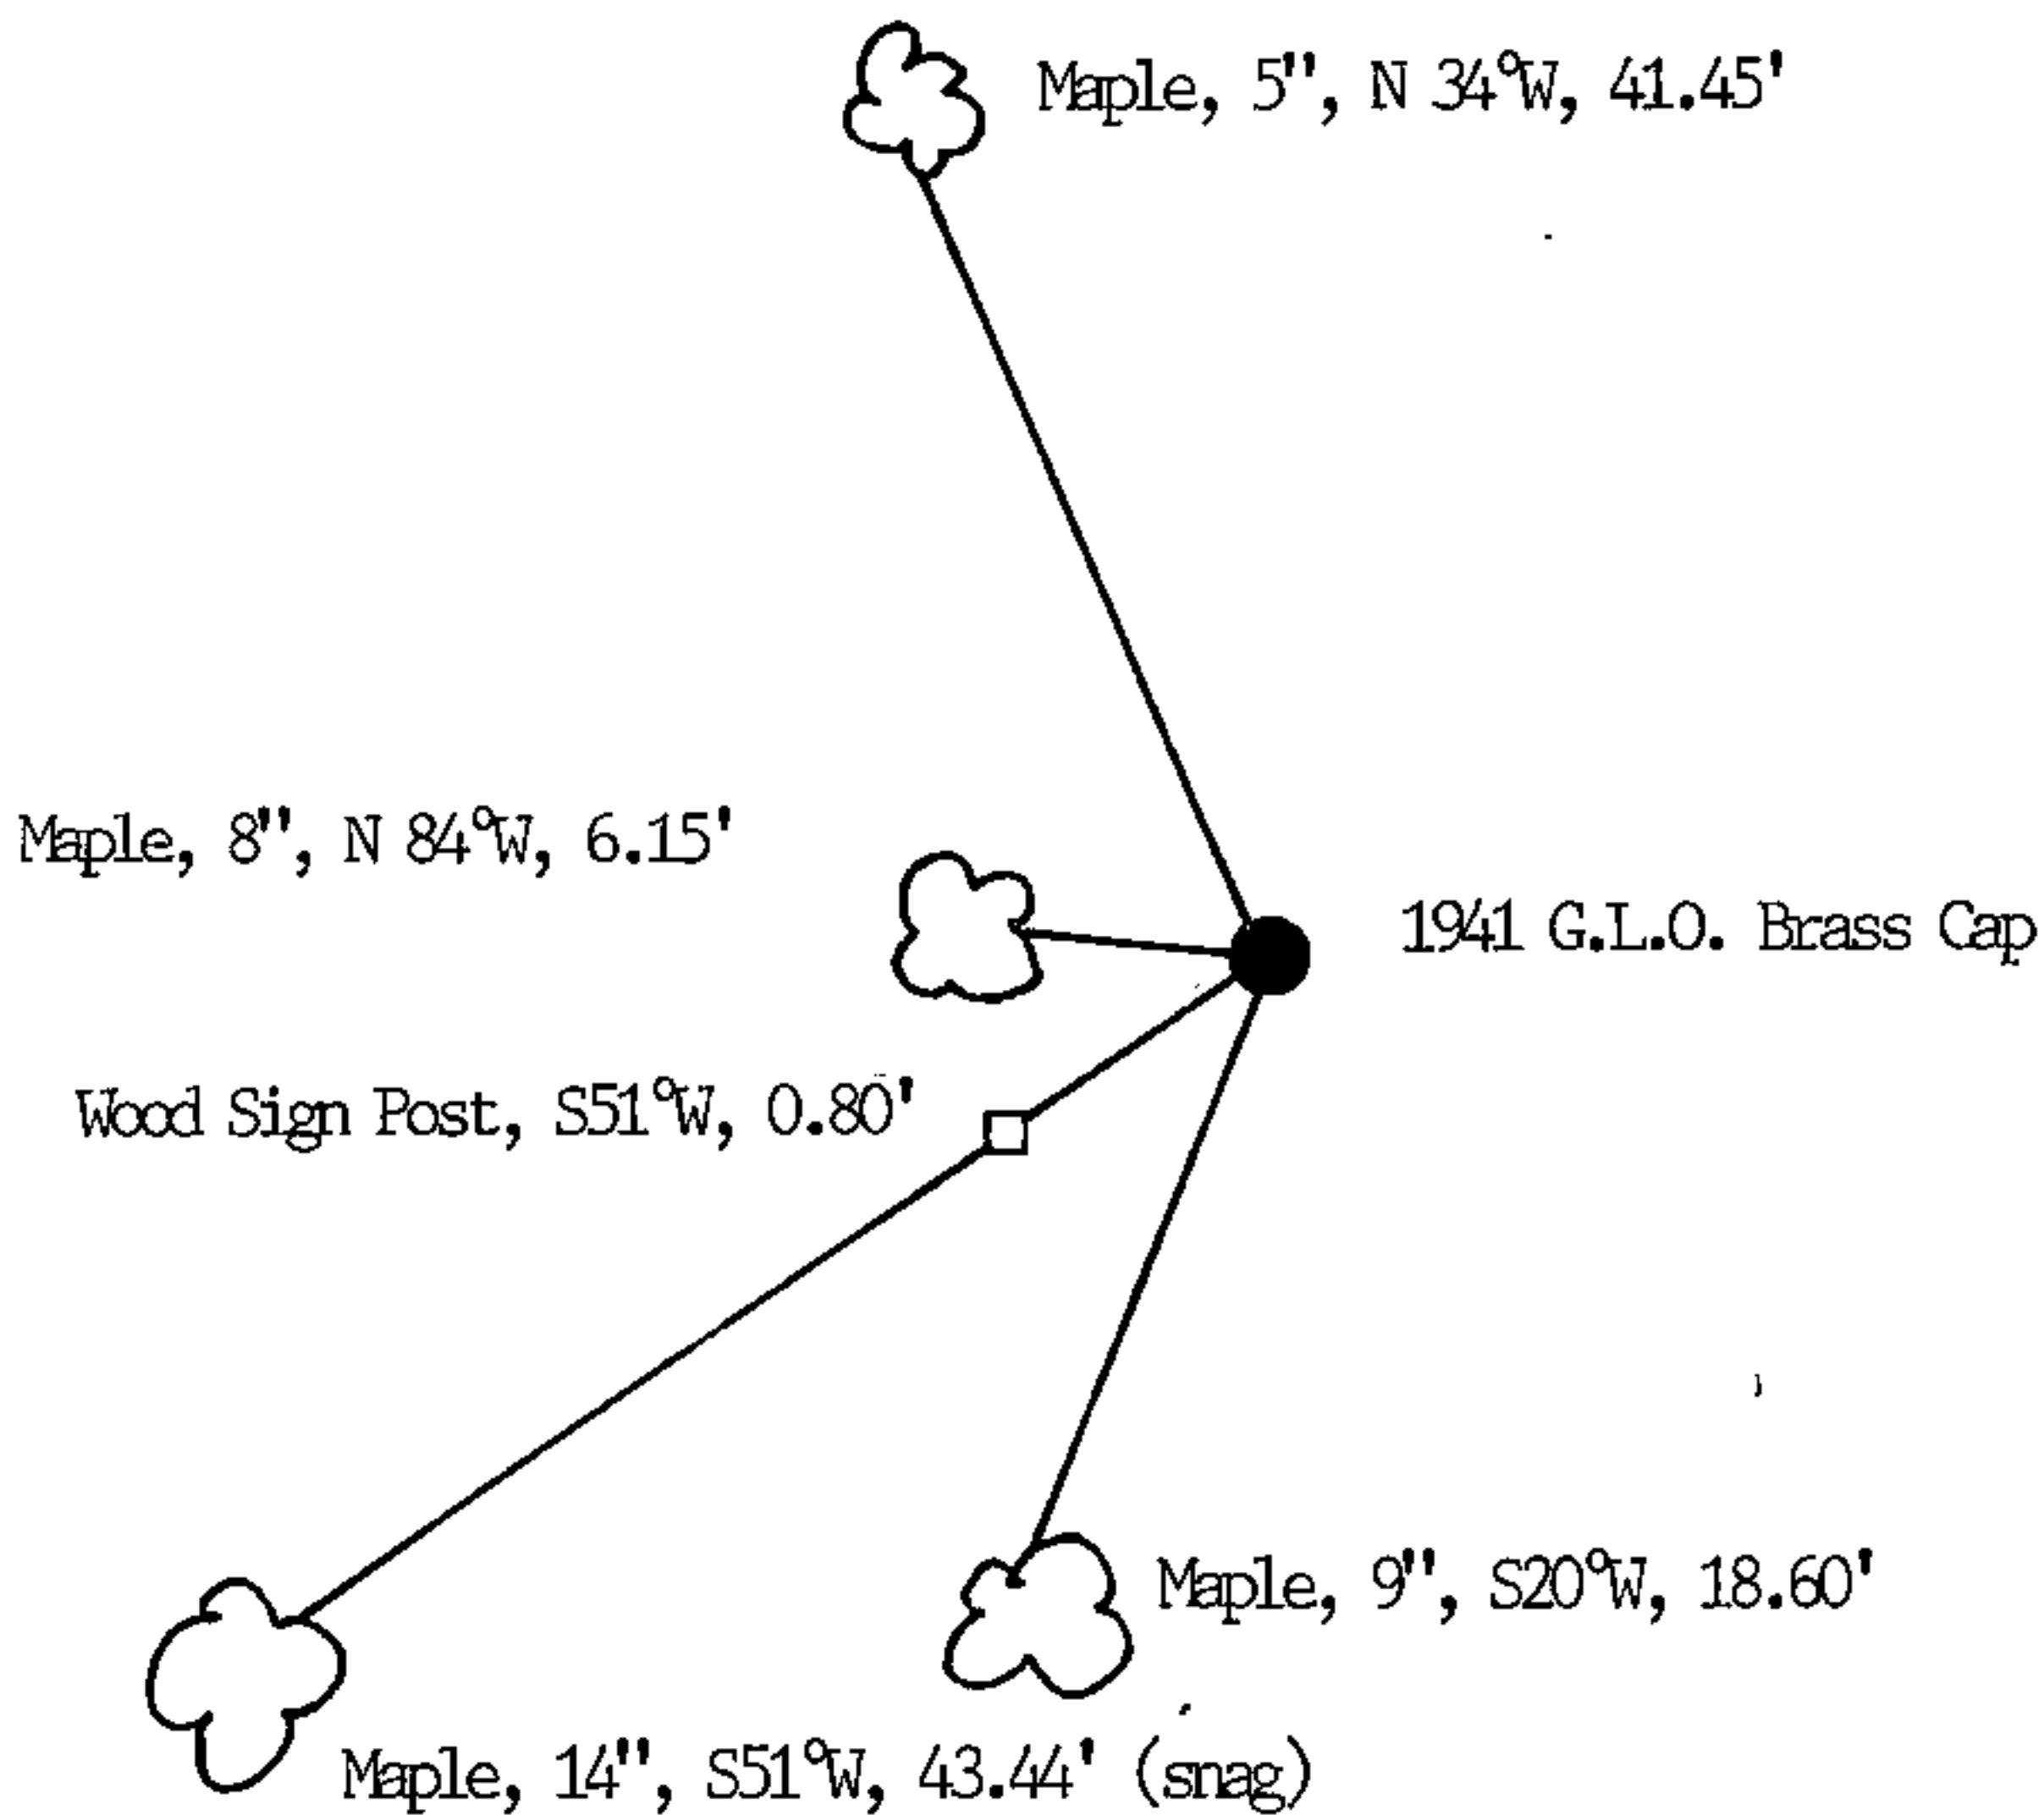 Maple, 5", N 34°W, 41.45'
Maple, 8", N 84°W, 6.15'
1941 G.L.O. Brass Cap
Wood Sign Post, S51°W, 0.80'
Maple, 9", S20°W, 18.60'
Maple, 14", S51°W, 43.44' (snag)